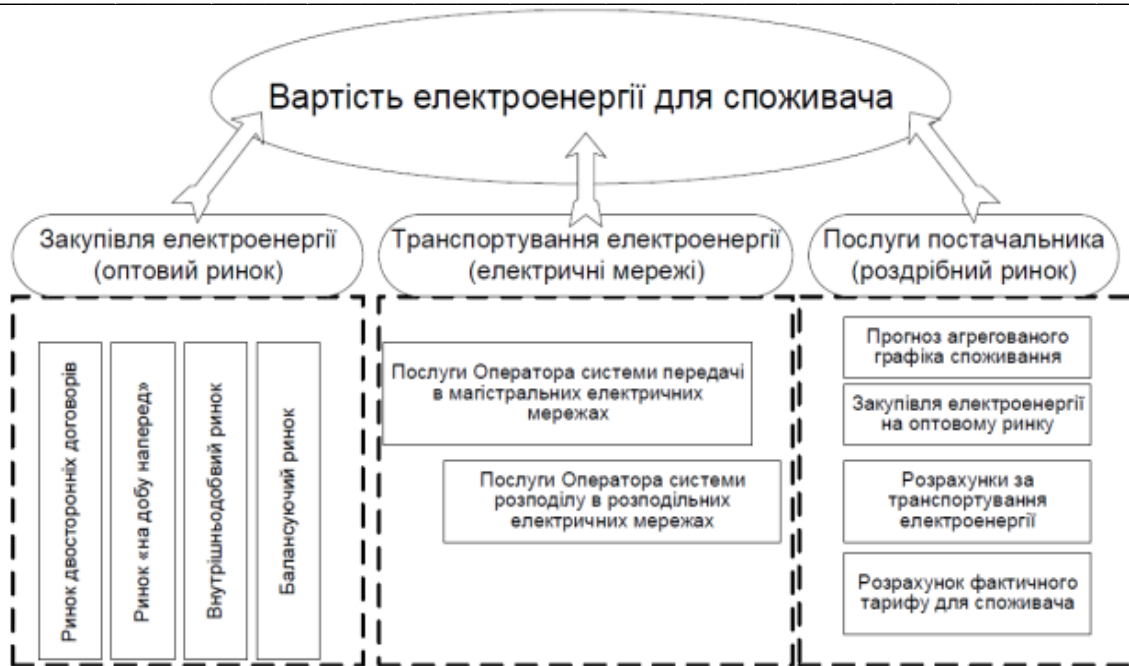 Вартість електроенергії для споживача
Закупівля електроенергії
(оптовий ринок)
Транспортування електроенергії
(електричні мережі)
Послуги постачальника
(роздрібний ринок)
Ринок двосторонніх договорів
Ринок «на добу наперед»
Внутрішньодобвий ринок
Балансуючий ринок
Послуги Оператора системи передачі
в магістральних електричних
мережах
Послуги Оператора системи
розподілу в розподільних
електричних мережах
Прогноз агрегованого
графіка споживання
Закупівля електроенергії
на оптовому ринку
Розрахунки за
транспортування
електроенергії
Розрахунок фактичного
тарифу для споживача